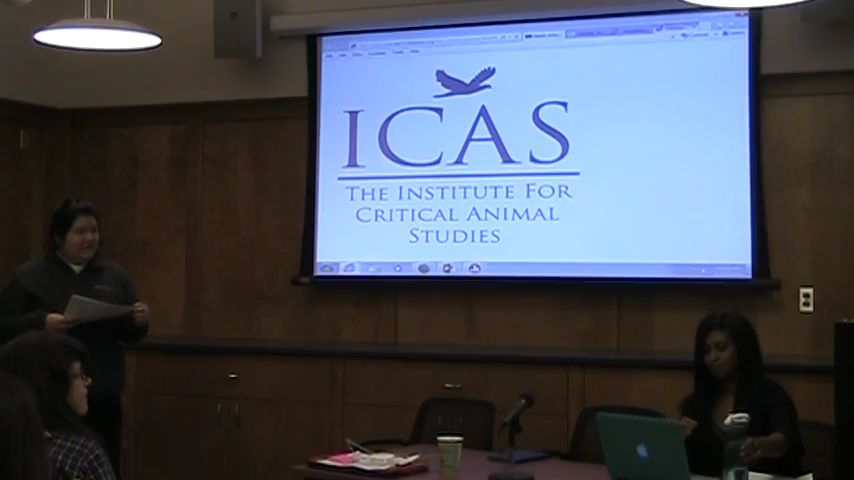 ICAS
THE INSTITUTE FOR
CRITICAL ANIMAL
STUDIES